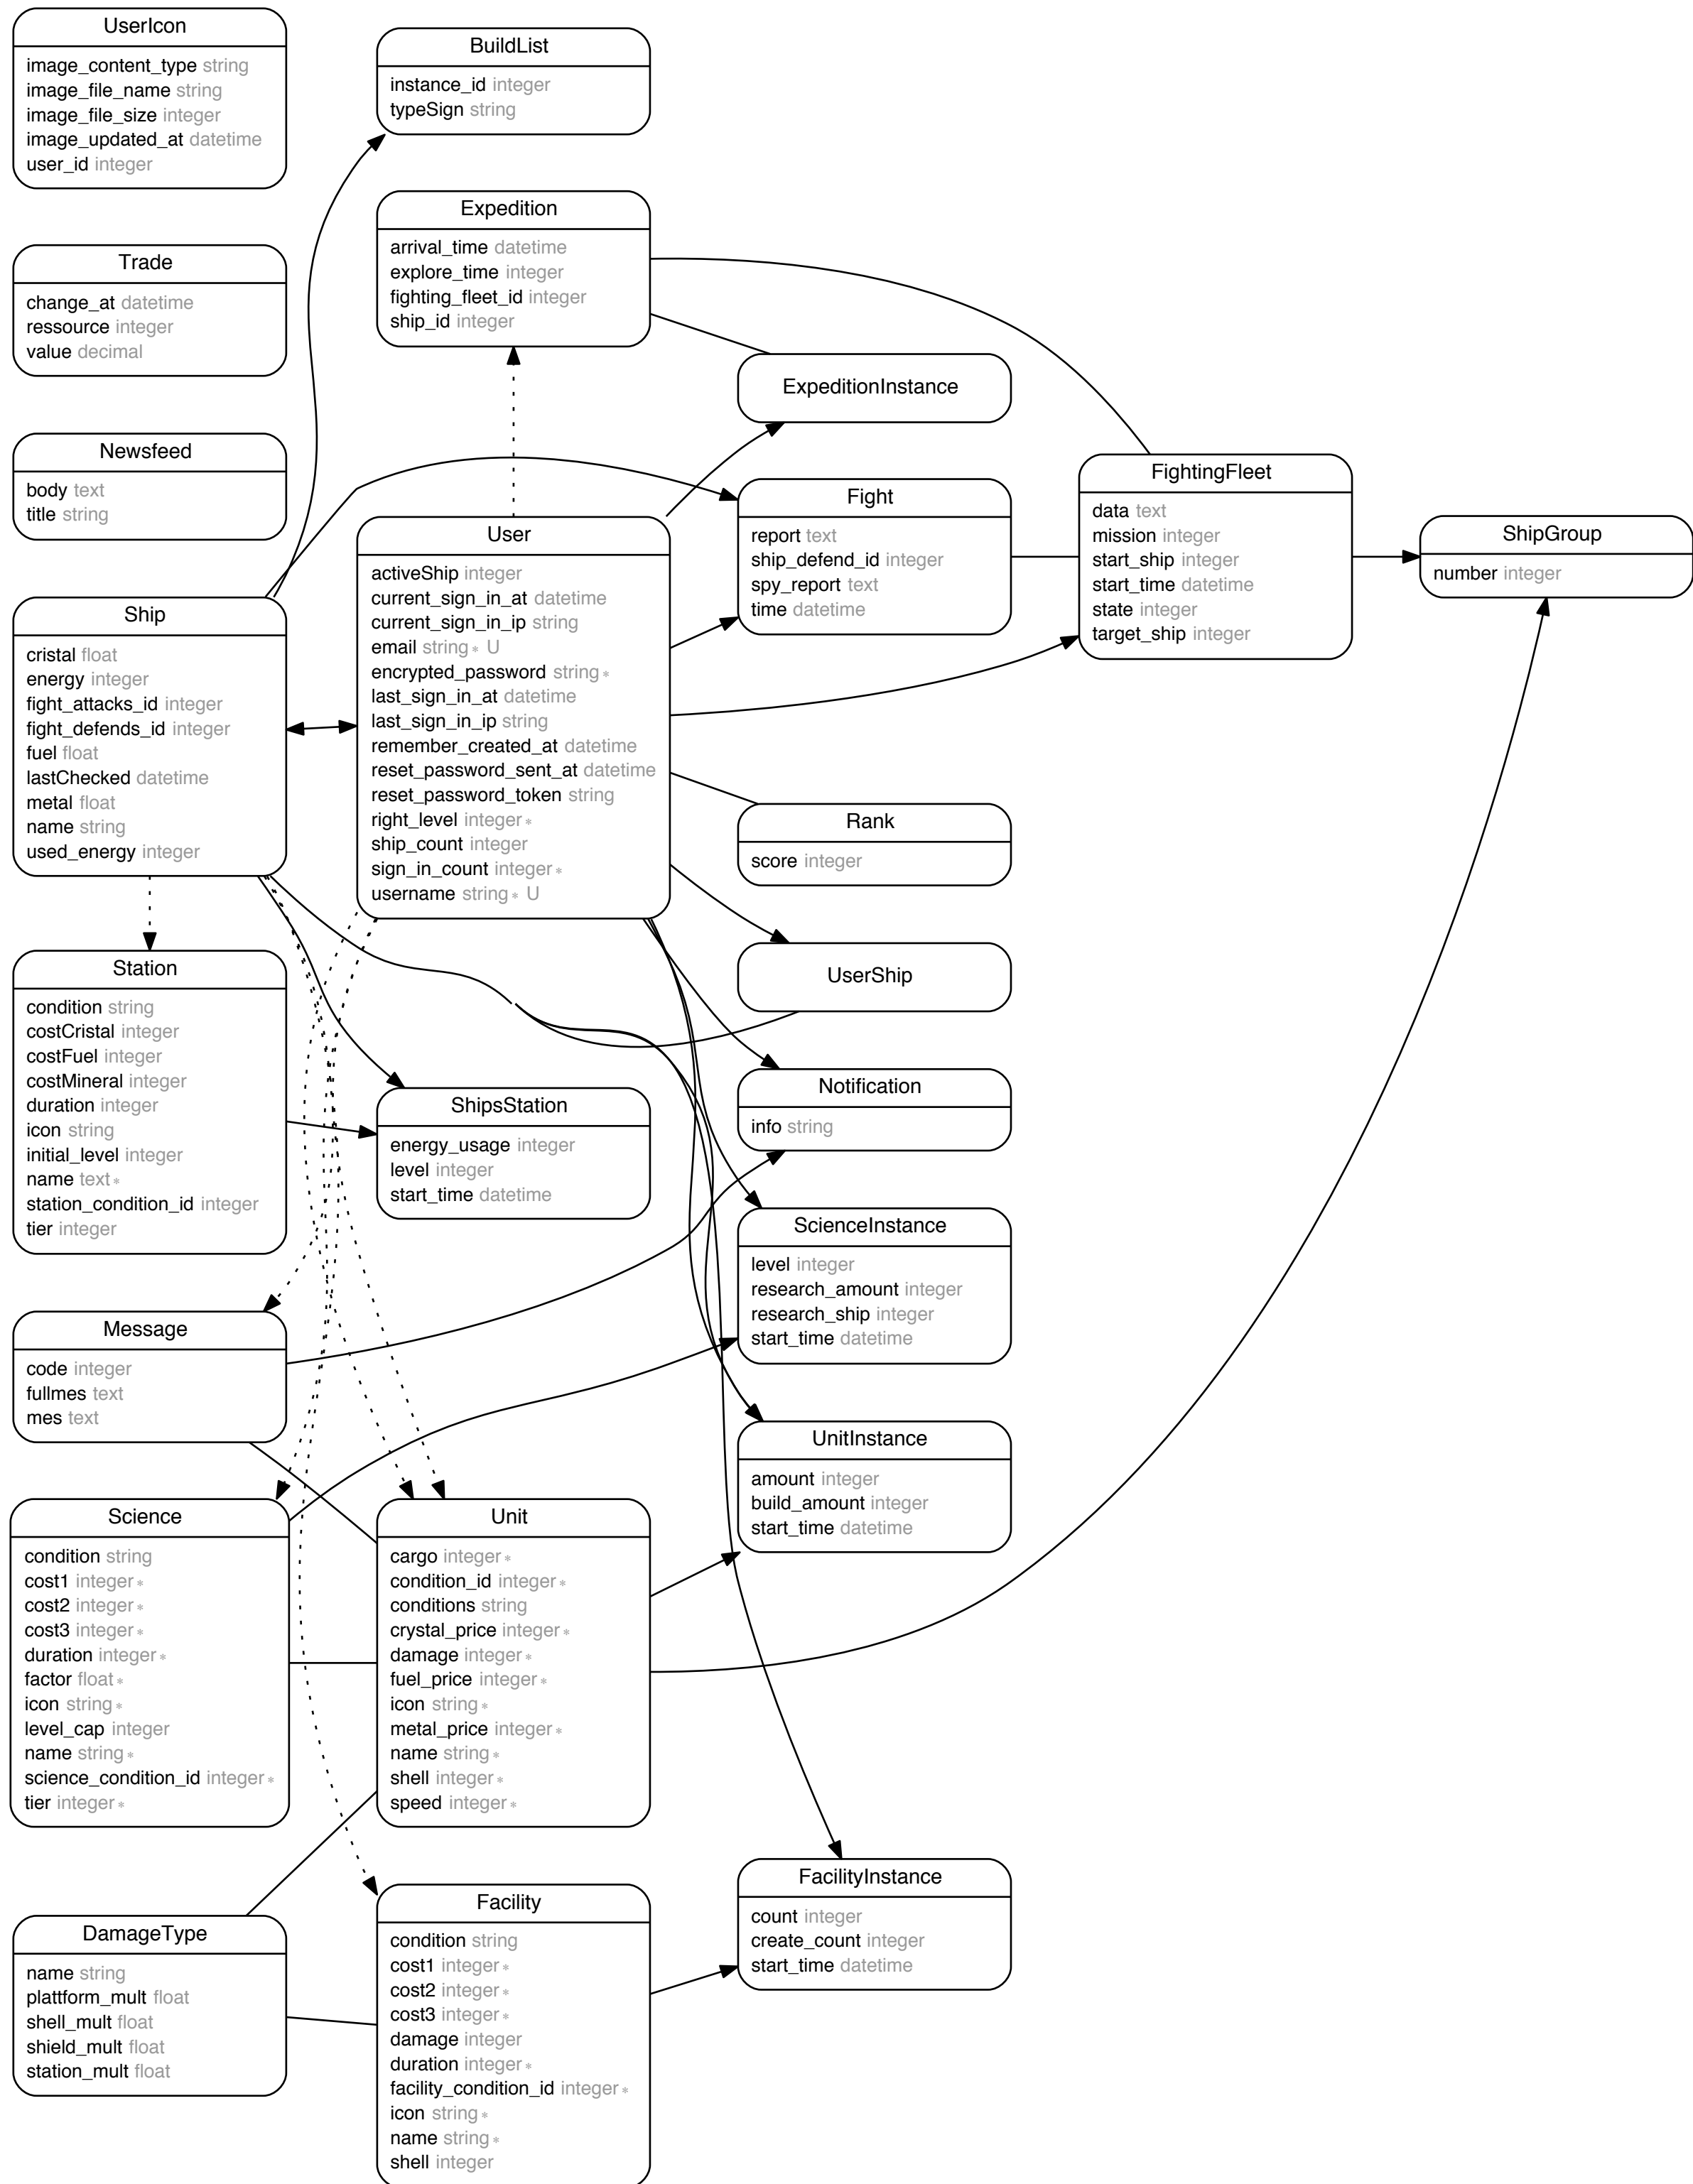 UserIcon
image_content_type string
image_file_name string
image_file_size integer
image_updated_at datetime
user_id integer
BuildList
instance_id integer
typeSign string
Expedition
arrival_time datetime
explore_time integer
fighting_fleet_id integer
ship_id integer
Trade
change_at datetime
ressource integer
value decimal
ExpeditionInstance
Newsfeed
body text
title string
FightingFleet
data text
mission integer
start_ship integer
start_time datetime
state integer
target_ship integer
Fight
report text
ship_defend_id integer
spy_report text
time datetime
ShipGroup
number integer
User
activeShip integer
current_sign_in_at datetime
current_sign_in_ip string
email string* U
encrypted_password string*
last_sign_in_at datetime
last_sign_in_ip string
remember_created_at datetime
reset_password_sent_at datetime
reset_password_token string
right_level integer*
ship_count integer
sign_in_count integer*
username string* U
Ship
cristal float
energy integer
fight_attacks_id integer
fight_defends_id integer
fuel float
lastChecked datetime
metal float
name string
used_energy integer
Rank
score integer
UserShip
Station
condition string
costCristal integer
costFuel integer
costMineral integer
duration integer
icon string
initial_level integer
name text*
station_condition_id integer
tier integer
ShipsStation
energy_usage integer
level integer
start_time datetime
Notification
info string
ScienceInstance
level integer
research_amount integer
research_ship integer
start_time datetime
Message
code integer
fullmes text
mes text
UnitInstance
amount integer
build_amount integer
start_time datetime
Science
condition string
cost1 integer*
cost2 integer*
cost3 integer*
duration integer*
factor float*
icon string*
level_cap integer
name string*
science_condition_id integer*
tier integer*
Unit
cargo integer*
condition_id integer*
conditions string
crystal_price integer*
damage integer*
fuel_price integer*
icon string*
metal_price integer*
name string*
shell integer*
speed integer*
FacilityInstance
count integer
create_count integer
start_time datetime
DamageType
name string
plattform_mult float
shell_mult float
shield_mult float
station_mult float
Facility
condition string
cost1 integer*
cost2 integer*
cost3 integer*
damage integer
duration integer*
facility_condition_id integer*
icon string*
name string*
shell integer